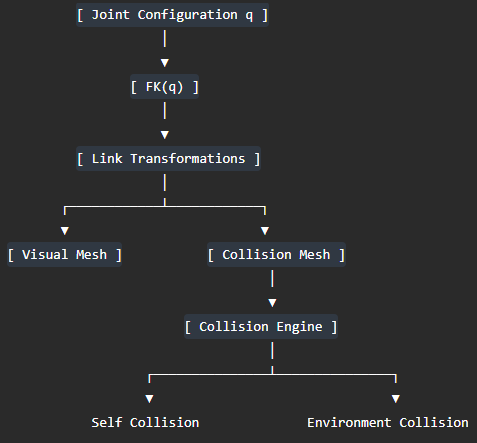 [ Joint Configuration q ]
[ FK(q) ]
[ Link Transformations ]
[ Visual Mesh ] [ Collision Mesh ]
[ Collision Engine ]
Self Collision Environment Collision